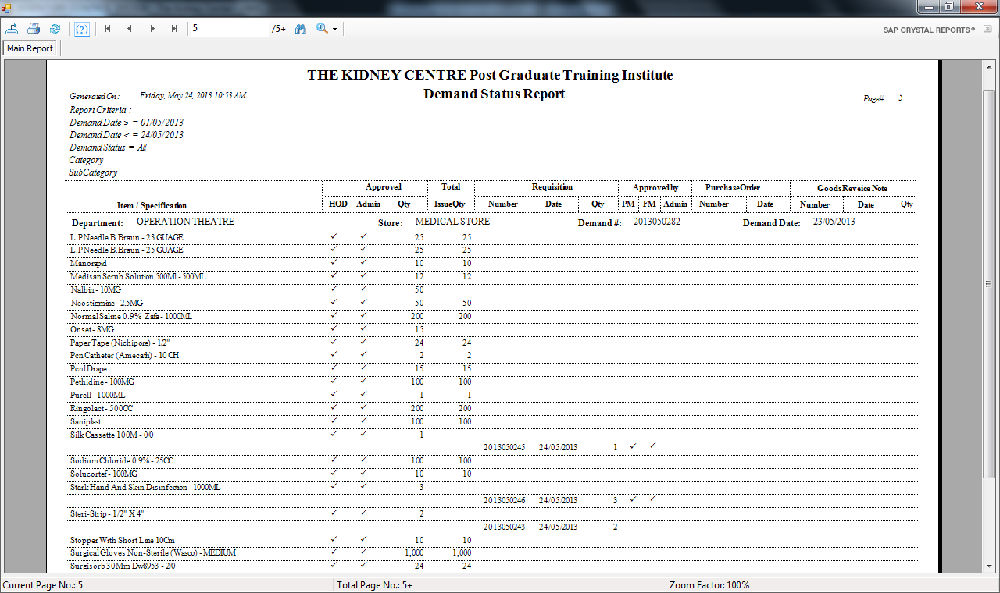 5 /5+
SAP CRYSTAL REPORTS®
Main Report
THE KIDNEY CENTRE Post Graduate Training Institute
Generated On: Friday, May 24, 2013 10:53 AM Demand Status Report Page#: 5
Report Criteria :
Demand Date > = 01/05/2013
Demand Date < = 24/05/2013
Demand Status = All
Category
SubCategory
Approved Total Requisition Approved by Purchase Order Goods Reveice Note
Item / Specification HOD Admin Qty Issue Qty Number Date Qty PM FM Admin Number Date Number Date Qty
Department: OPERATION THEATRE Store: MEDICAL STORE Demand #: 2013050282 Demand Date: 23/05/2013
L.P Needle B.Braun - 23 GUAGE ✓ ✓ 25 25
L.P Needle B.Braun - 25 GUAGE ✓ ✓ 25 25
Manorapid ✓ ✓ 10 10
Medisan Scrub Solution 500Ml - 500ML ✓ ✓ 12 12
Nalbin - 10MG ✓ ✓ 50
Neostigmine - 2.5MG ✓ ✓ 50 50
Normal Saline 0.9% Zafa - 1000ML ✓ ✓ 200 200
Onset - 8MG ✓ ✓ 15
Paper Tape (Nichipore) - 1/2" ✓ ✓ 24 24
Pcn Catheter (Amecath) - 10 CH ✓ ✓ 2 2
Pcnl Drape ✓ ✓ 15 15
Pethidine - 100MG ✓ ✓ 100 100
Purell - 1000ML ✓ ✓ 1 1
Ringolact - 500CC ✓ ✓ 200 200
Saniplast ✓ ✓ 100 100
Silk Cassette 100M - 0/0 ✓ ✓ 1
2013050245 24/05/2013 1 ✓ ✓
Sodium Chloride 0.9% - 25CC ✓ ✓ 100 100
Solucortef - 100MG ✓ ✓ 10 10
Stark Hand And Skin Disinfection - 1000ML ✓ ✓ 3
2013050246 24/05/2013 3 ✓ ✓
Steri-Strip - 1/2" X 4" ✓ ✓ 2
2013050243 24/05/2013 2
Stopper With Short Line 10Cm ✓ ✓ 10 10
Surgical Gloves Non-Sterile (Wasco) - MEDIUM ✓ ✓ 1,000 1,000
Surgisorb 30Mm Dw8953 - 2/0 ✓ ✓ 24 24
Current Page No.: 5 Total Page No.: 5+ Zoom Factor: 100%